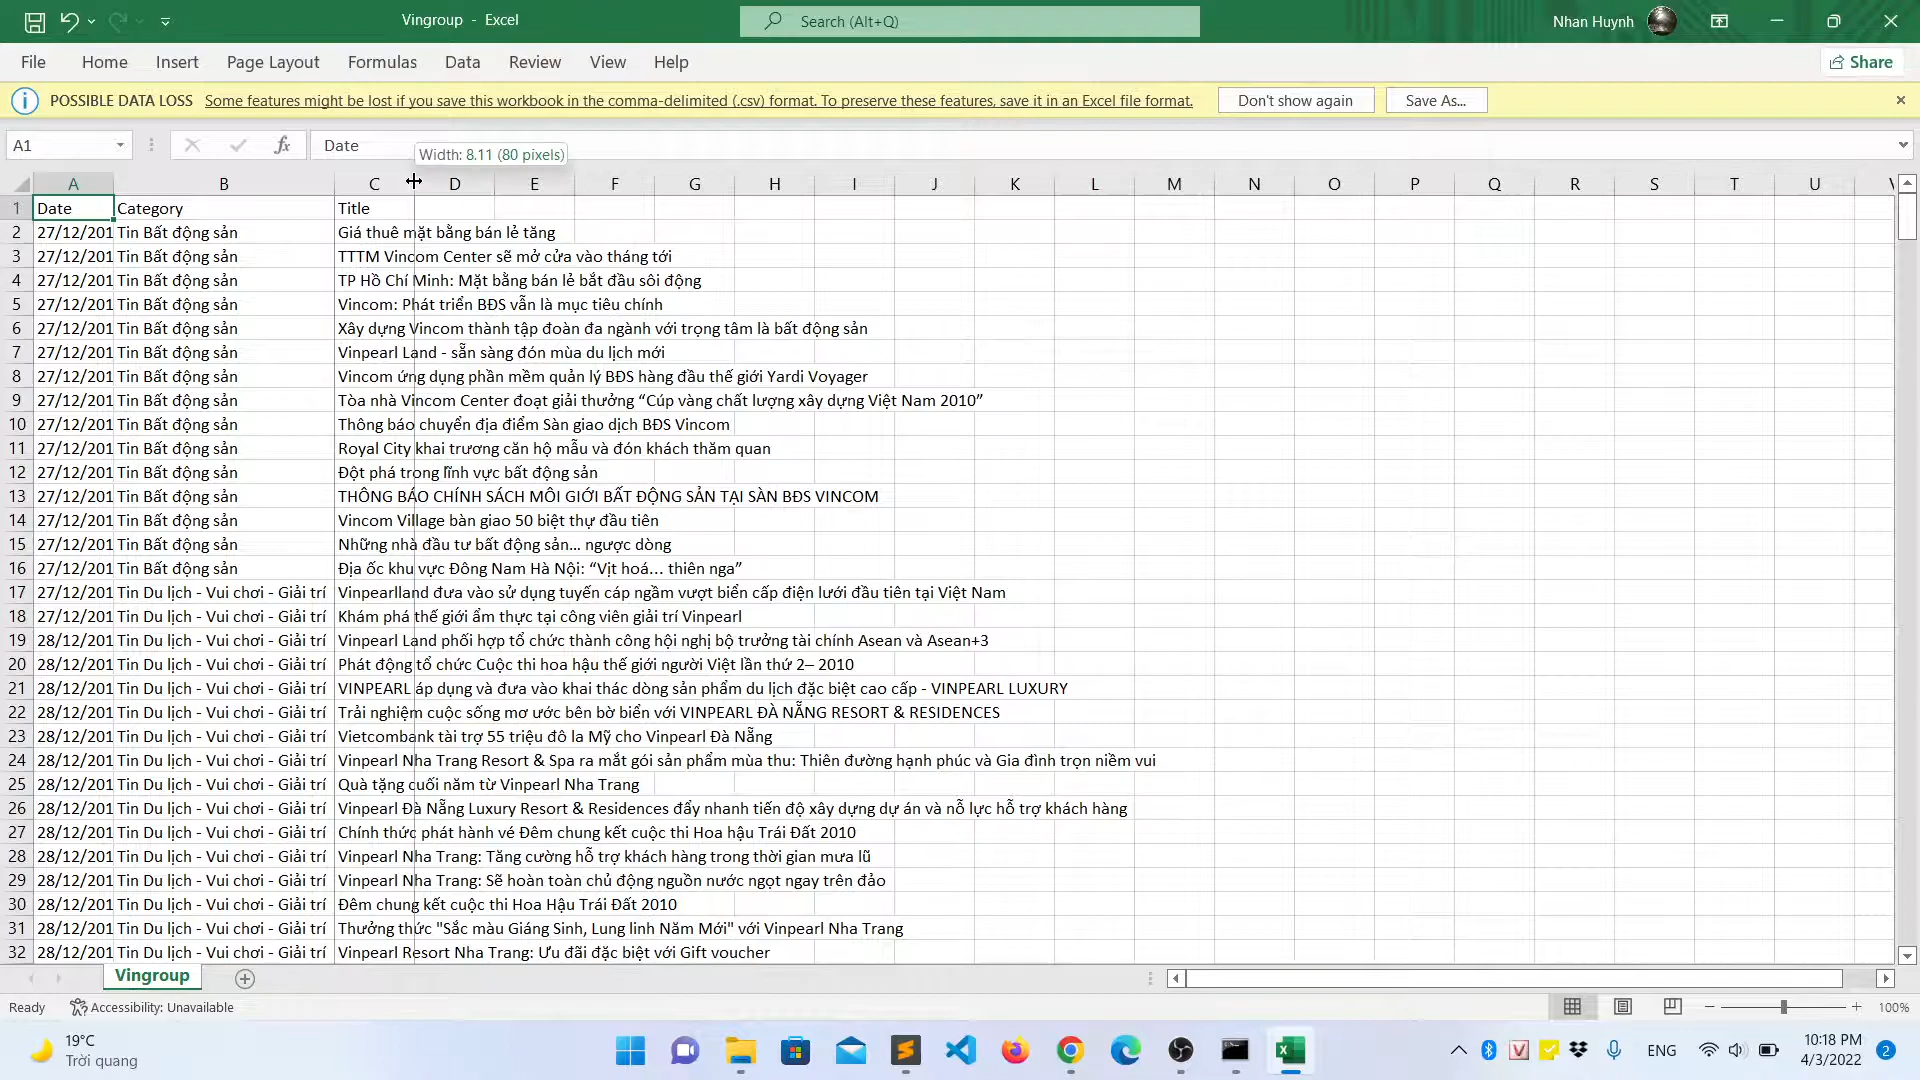 Vingroup - Excel
Search (Alt+Q)
Nhan Huynh
File Home Insert Page Layout Formulas Data Review View Help
Share
POSSIBLE DATA LOSS Some features might be lost if you save this workbook in the comma-delimited (.csv) format. To preserve these features, save it in an Excel file format. Don't show again Save As...
A1 fx Date
Width: 8.11 (80 pixels)
A B C D E F G H I J K L M N O P Q R S T U V
1 Date Category Title
2 27/12/201 Tin Bất động sản Giá thuê mặt bằng bán lẻ tăng
3 27/12/201 Tin Bất động sản TTTM Vincom Center sẽ mở cửa vào tháng tới
4 27/12/201 Tin Bất động sản TP Hồ Chí Minh: Mặt bằng bán lẻ bắt đầu sôi động
5 27/12/201 Tin Bất động sản Vincom: Phát triển BĐS vẫn là mục tiêu chính
6 27/12/201 Tin Bất động sản Xây dựng Vincom thành tập đoàn đa ngành với trọng tâm là bất động sản
7 27/12/201 Tin Bất động sản Vinpearl Land - sẵn sàng đón mùa du lịch mới
8 27/12/201 Tin Bất động sản Vincom ứng dụng phần mềm quản lý BĐS hàng đầu thế giới Yardi Voyager
9 27/12/201 Tin Bất động sản Tòa nhà Vincom Center đoạt giải thưởng “Cúp vàng chất lượng xây dựng Việt Nam 2010”
10 27/12/201 Tin Bất động sản Thông báo chuyển địa điểm Sàn giao dịch BĐS Vincom
11 27/12/201 Tin Bất động sản Royal City khai trương căn hộ mẫu và đón khách thăm quan
12 27/12/201 Tin Bất động sản Đột phá trong lĩnh vực bất động sản
13 27/12/201 Tin Bất động sản THÔNG BÁO CHÍNH SÁCH MÔI GIỚI BẤT ĐỘNG SẢN TẠI SÀN BĐS VINCOM
14 27/12/201 Tin Bất động sản Vincom Village bàn giao 50 biệt thự đầu tiên
15 27/12/201 Tin Bất động sản Những nhà đầu tư bất động sản... ngược dòng
16 27/12/201 Tin Bất động sản Địa ốc khu vực Đông Nam Hà Nội: “Vịt hoá... thiên nga”
17 27/12/201 Tin Du lịch - Vui chơi - Giải trí Vinpearlland đưa vào sử dụng tuyến cáp ngầm vượt biển cấp điện lưới đầu tiên tại Việt Nam
18 27/12/201 Tin Du lịch - Vui chơi - Giải trí Khám phá thế giới ẩm thực tại công viên giải trí Vinpearl
19 28/12/201 Tin Du lịch - Vui chơi - Giải trí Vinpearl Land phối hợp tổ chức thành công hội nghị bộ trưởng tài chính Asean và Asean+3
20 28/12/201 Tin Du lịch - Vui chơi - Giải trí Phát động tổ chức Cuộc thi hoa hậu thế giới người Việt lần thứ 2– 2010
21 28/12/201 Tin Du lịch - Vui chơi - Giải trí VINPEARL áp dụng và đưa vào khai thác dòng sản phẩm du lịch đặc biệt cao cấp - VINPEARL LUXURY
22 28/12/201 Tin Du lịch - Vui chơi - Giải trí Trải nghiệm cuộc sống mơ ước bên bờ biển với VINPEARL ĐÀ NẴNG RESORT & RESIDENCES
23 28/12/201 Tin Du lịch - Vui chơi - Giải trí Vietcombank tài trợ 55 triệu đô la Mỹ cho Vinpearl Đà Nẵng
24 28/12/201 Tin Du lịch - Vui chơi - Giải trí Vinpearl Nha Trang Resort & Spa ra mắt gói sản phẩm mùa thu: Thiên đường hạnh phúc và Gia đình trọn niềm vui
25 28/12/201 Tin Du lịch - Vui chơi - Giải trí Quà tặng cuối năm từ Vinpearl Nha Trang
26 28/12/201 Tin Du lịch - Vui chơi - Giải trí Vinpearl Đà Nẵng Luxury Resort & Residences đẩy nhanh tiến độ xây dựng dự án và nỗ lực hỗ trợ khách hàng
27 28/12/201 Tin Du lịch - Vui chơi - Giải trí Chính thức phát hành vé Đêm chung kết cuộc thi Hoa hậu Trái Đất 2010
28 28/12/201 Tin Du lịch - Vui chơi - Giải trí Vinpearl Nha Trang: Tăng cường hỗ trợ khách hàng trong thời gian mưa lũ
29 28/12/201 Tin Du lịch - Vui chơi - Giải trí Vinpearl Nha Trang: Sẽ hoàn toàn chủ động nguồn nước ngọt ngay trên đảo
30 28/12/201 Tin Du lịch - Vui chơi - Giải trí Đêm chung kết cuộc thi Hoa Hậu Trái Đất 2010
31 28/12/201 Tin Du lịch - Vui chơi - Giải trí Thưởng thức "Sắc màu Giáng Sinh, Lung linh Năm Mới" với Vinpearl Nha Trang
32 28/12/201 Tin Du lịch - Vui chơi - Giải trí Vinpearl Resort Nha Trang: Ưu đãi đặc biệt với Gift voucher
Vingroup
Ready Accessibility: Unavailable 100%
19°C
Trời quang
ENG
10:18 PM
4/3/2022
2